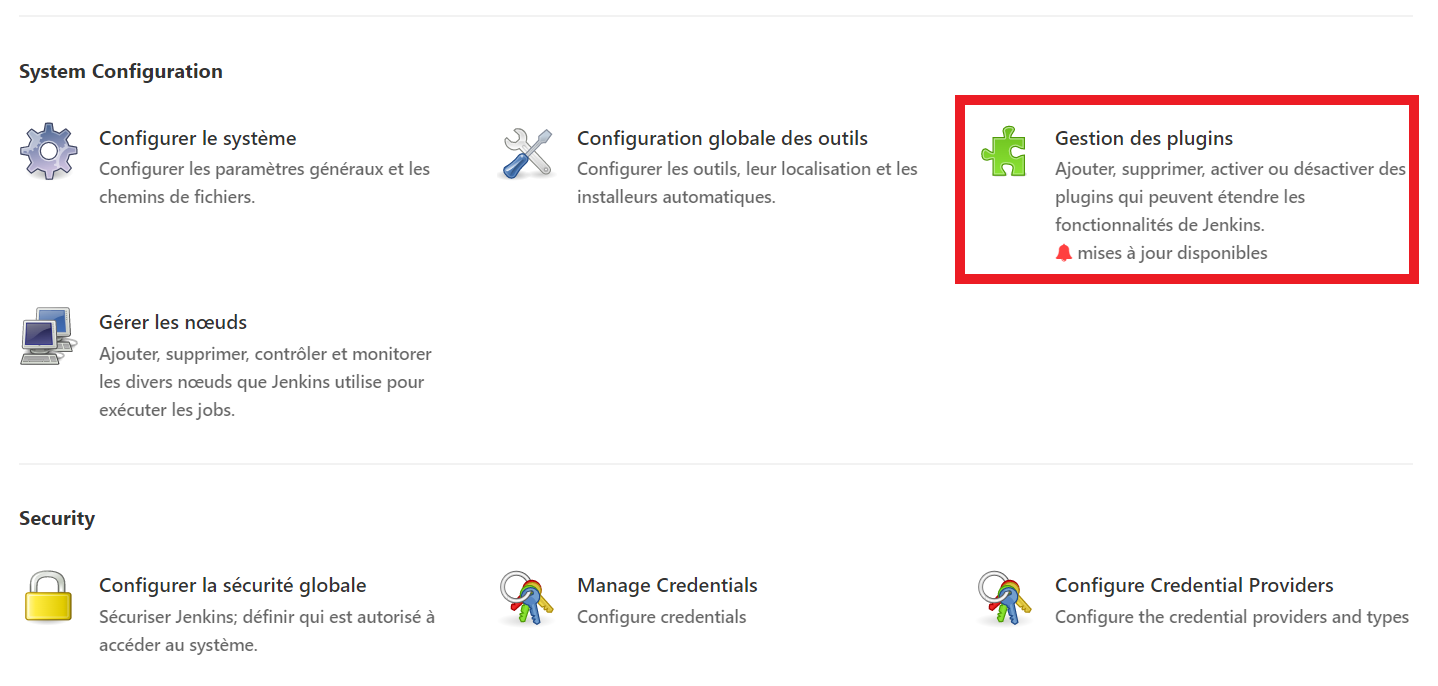 System Configuration
Configurer le système
Configurer les paramètres généraux et les
chemins de fichiers.
Configuration globale des outils
Configurer les outils, leur localisation et les
installeurs automatiques.
Gestion des plugins
Ajouter, supprimer, activer ou désactiver des
plugins qui peuvent étendre les
fonctionnalités de Jenkins.
mises à jour disponibles
Gérer les nœuds
Ajouter, supprimer, contrôler et monitorer
les divers nœuds que Jenkins utilise pour
exécuter les jobs.
Security
Configurer la sécurité globale
Sécuriser Jenkins; définir qui est autorisé à
accéder au système.
Manage Credentials
Configure credentials
Configure Credential Providers
Configure the credential providers and types